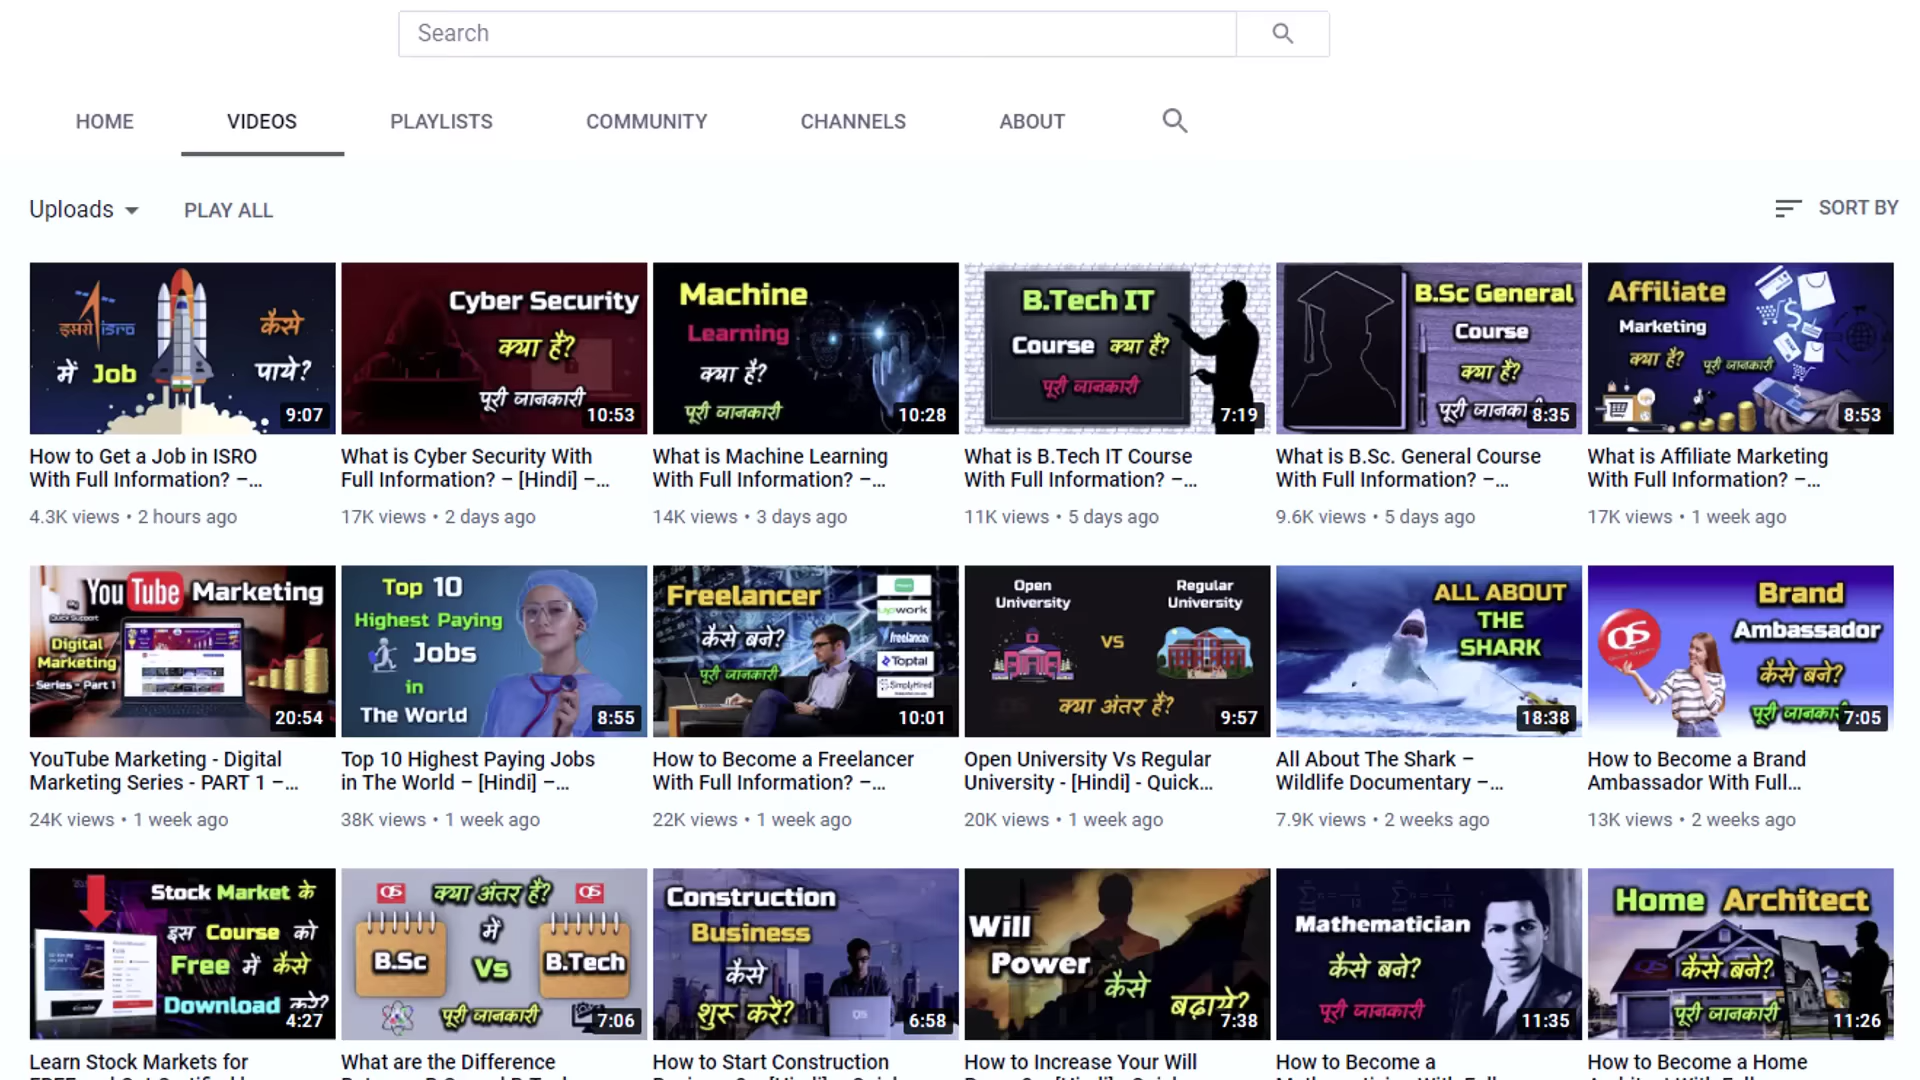 Search
HOME VIDEOS PLAYLISTS COMMUNITY CHANNELS ABOUT
Uploads PLAY ALL SORT BY
इसरो isro
कैसे
में Job
पाये?
9:07
How to Get a Job in ISRO
With Full Information? –...
4.3K views • 2 hours ago
Cyber Security
क्या है?
पूरी जानकारी
10:53
What is Cyber Security With
Full Information? – [Hindi] –...
17K views • 2 days ago
Machine
Learning
क्या है?
पूरी जानकारी
10:28
What is Machine Learning
With Full Information? –...
14K views • 3 days ago
B.Tech IT
Course क्या है?
पूरी जानकारी
7:19
What is B.Tech IT Course
With Full Information? –...
11K views • 5 days ago
B.Sc General
Course
क्या है?
पूरी
8:35
What is B.Sc. General Course
With Full Information? –...
9.6K views • 5 days ago
Affiliate
Marketing
क्या है? पूरी जानकारी
8:53
What is Affiliate Marketing
With Full Information? –...
17K views • 1 week ago
YouTube Marketing
By
Quick Support
Digital
Marketing
Series - Part 1
20:54
YouTube Marketing - Digital
Marketing Series - PART 1 –...
24K views • 1 week ago
Top 10
Highest Paying
Jobs
in
The World
8:55
Top 10 Highest Paying Jobs
in The World – [Hindi] –...
38K views • 1 week ago
Freelancer
कैसे बने?
पूरी जानकारी
upwork
freelancer
Toptal
SimplyHired
10:01
How to Become a Freelancer
With Full Information? –...
22K views • 1 week ago
Open
University
VS
Regular
University
क्या अंतर है?
9:57
Open University Vs Regular
University - [Hindi] - Quick...
20K views • 1 week ago
ALL ABOUT
THE
SHARK
18:38
All About The Shark –
Wildlife Documentary –...
7.9K views • 2 weeks ago
QS
Brand
Ambassador
कैसे बने?
पूरी
7:05
How to Become a Brand
Ambassador With Full...
13K views • 2 weeks ago
Stock Market के
इस Course को
Free में कैसे
Download करे?
4:27
Learn Stock Markets for
QS क्या अंतर है? QS
में
B.Sc Vs B.Tech
पूरी जानकारी
7:06
What are the Difference
Construction
Business
कैसे
शुरू करें?
QS
6:58
How to Start Construction
Will
Power
कैसे
बढ़ाये?
7:38
How to Increase Your Will
Mathematician
कैसे बने?
पूरी जानकारी
11:35
How to Become a
Home Architect
कैसे बने?
पूरी जानकारी
11:26
How to Become a Home